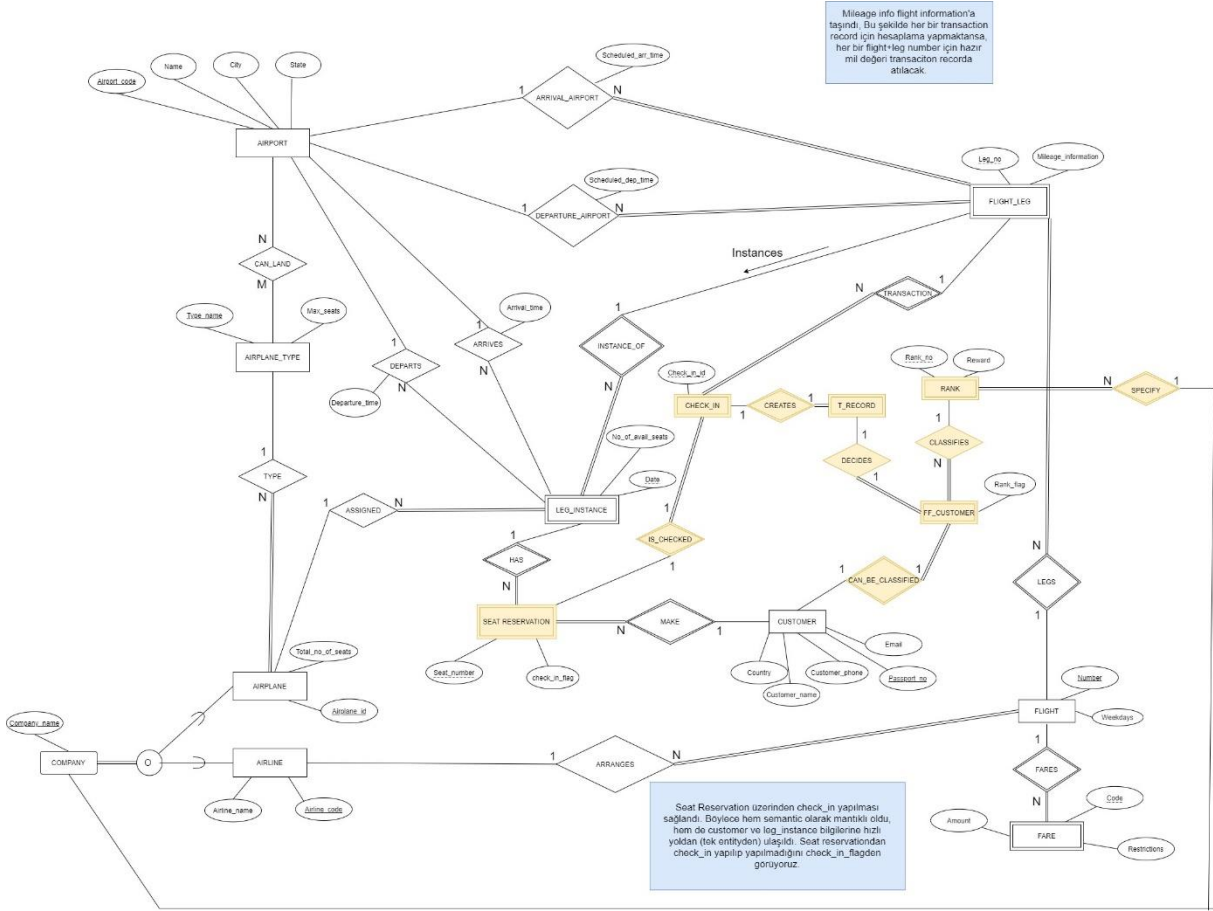 Mileage info flight information'a
taşındı, Bu şekilde her bir transaction
record için hesaplama yapmaktansa,
her bir flight+leg number için hazır
mil değeri transaciton recorda
atılacak.
Airport_code
Name
City
State
AIRPORT
Scheduled_arr_time
1
ARRIVAL_AIRPORT
N
Scheduled_dep_time
1
DEPARTURE_AIRPORT
N
Leg_no
Mileage_information
FLIGHT_LEG
Instances
N
CAN_LAND
M
Type_name
Max_seats
AIRPLANE_TYPE
1
DEPARTS
N
Departure_time
Arrival_time
1
ARRIVES
N
1
INSTANCE_OF
N
N
TRANSACTION
1
Check_in_id
CHECK_IN
1
CREATES
1
T_RECORD
Rank_no
Reward
RANK
N
SPECIFY
1
1
DECIDES
1
1
CLASSIFIES
N
Rank_flag
FF_CUSTOMER
1
TYPE
N
1
ASSIGNED
N
No_of_avail_seats
Date
LEG_INSTANCE
1
HAS
N
1
IS_CHECKED
1
1
CAN_BE_CLASSIFIED
1
N
LEGS
1
SEAT RESERVATION
N
MAKE
1
CUSTOMER
Seat_number
check_in_flag
Country
Customer_name
Customer_phone
Email
Passport_no
Total_no_of_seats
AIRPLANE
Airplane_id
Number
FLIGHT
Weekdays
Company_name
COMPANY
O
AIRLINE
Airline_name
Airline_code
1
ARRANGES
N
1
FARES
N
Code
Amount
FARE
Restrictions
Seat Reservation üzerinden check_in yapılması
sağlandı. Böylece hem semantic olarak mantıklı oldu,
hem de customer ve leg_instance bilgilerine hızlı
yoldan (tek entityden) ulaşıldı. Seat reservationdan
check_in yapılıp yapılmadığını check_in_flagden
görüyoruz.